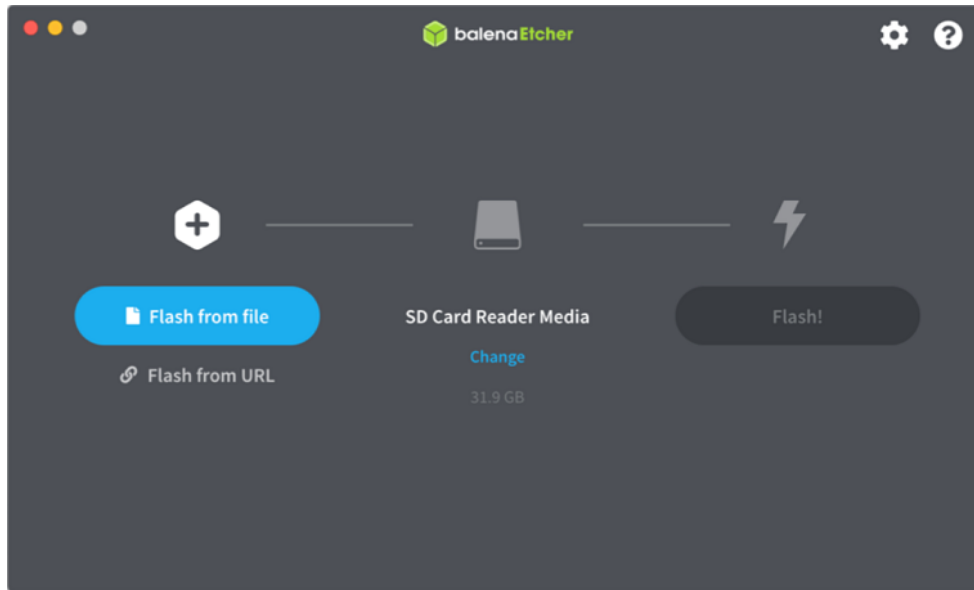 balenaEtcher
Flash from file
SD Card Reader Media
Flash!
Change
Flash from URL
31.9 GB